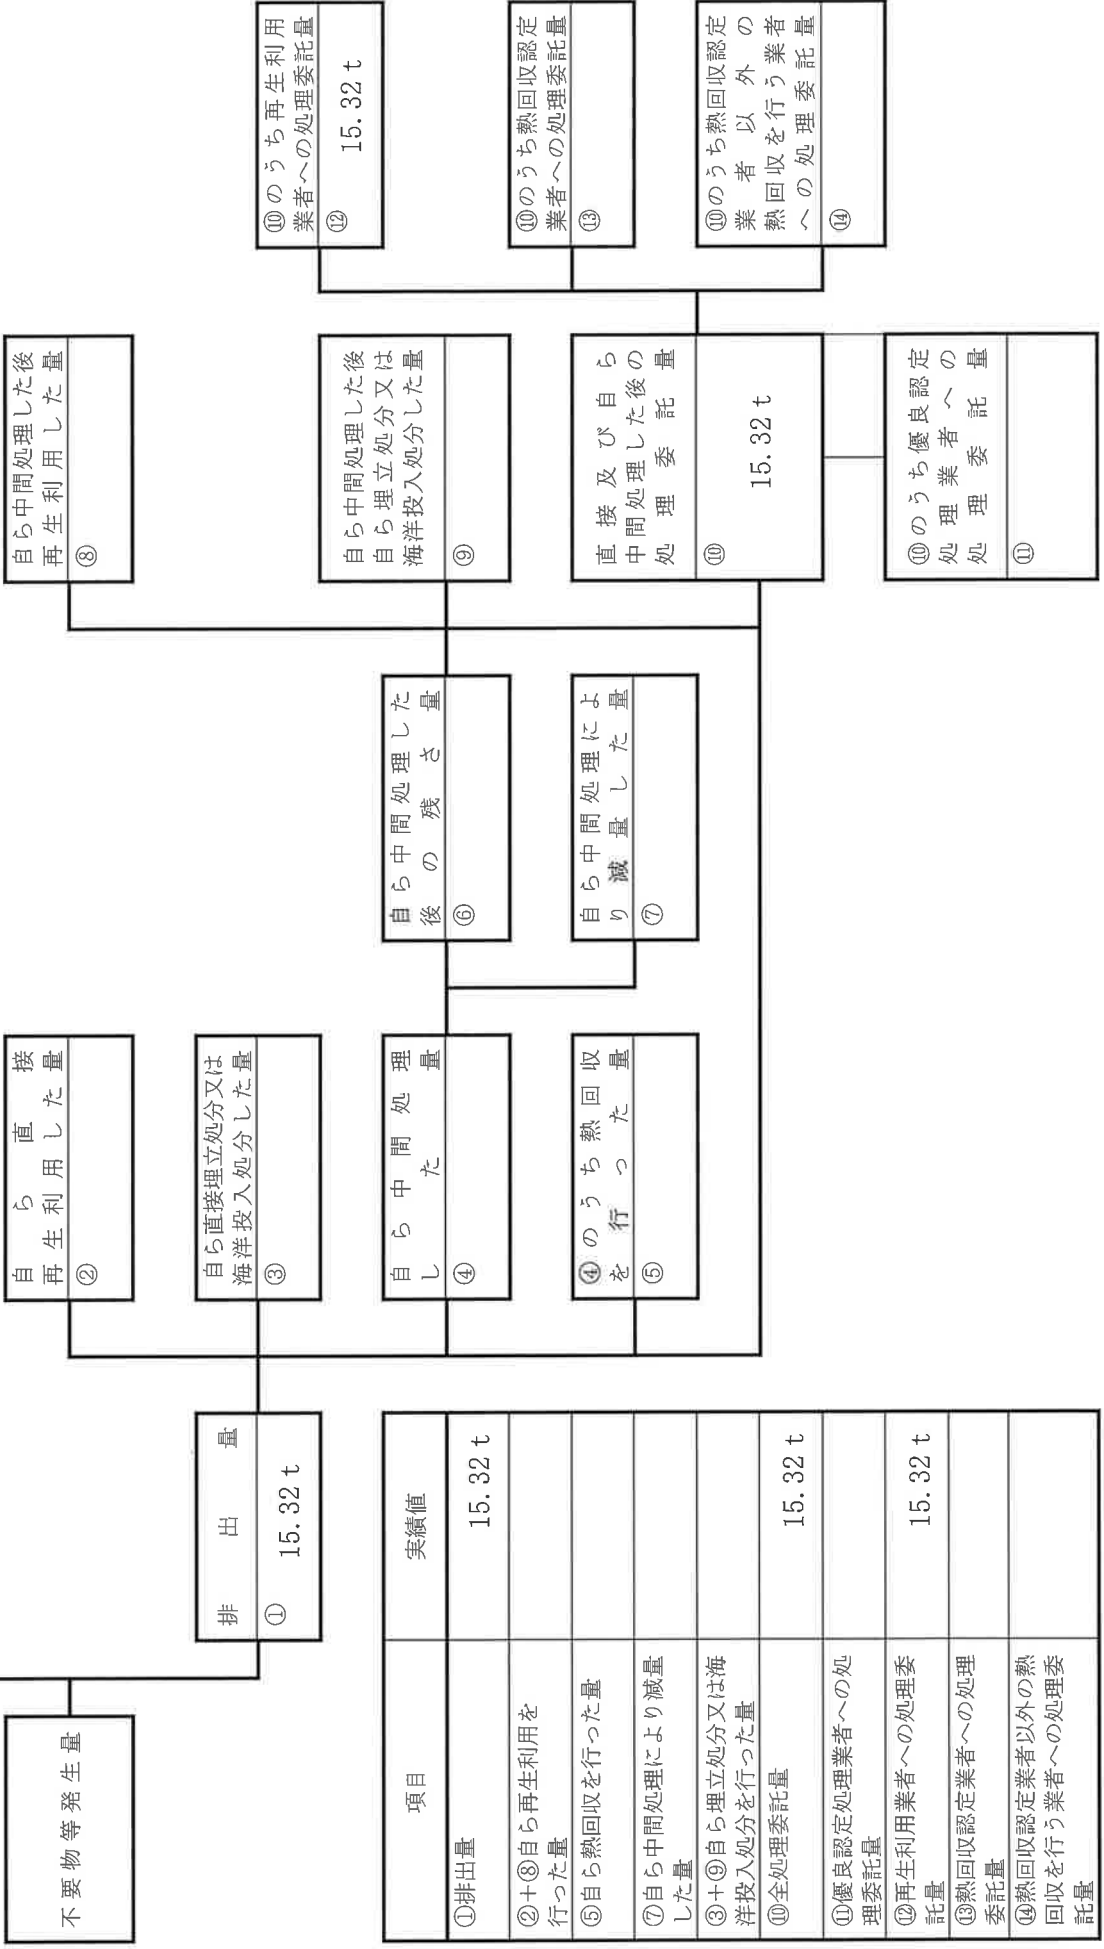 不要物等発生量
排出量
①
15.32ｔ
自ら直接
再生利用した量
②
自ら直接埋立処分又は
海洋投入処分した量
③
自ら中間処理
した量
④
④のうち熱回収
を行った量
⑤
自ら中間処理した
後の残さ量
⑥
自ら中間処理によ
り減量した量
⑦
自ら中間処理した後
再生利用した量
⑧
自ら中間処理した後
自ら埋立処分又は
海洋投入処分した量
⑨
直接及び自ら
中間処理した後の
処理委託量
⑩
15.32ｔ
⑩のうち優良認定
処理業者への
処理委託量
⑪
⑩のうち再生利用
業者への処理委託量
⑫
15.32ｔ
⑩のうち熱回収認定
業者への処理委託量
⑬
⑩のうち熱回収認定
業者以外の
熱回収を行う業者
への処理委託量
⑭
項目 実績値
①排出量 15.32ｔ
②＋⑧自ら再生利用を
行った量
⑤自ら熱回収を行った量
⑦自ら中間処理により減量
した量
③＋⑨自ら埋立処分又は海
洋投入処分を行った量
⑩全処理委託量 15.32ｔ
⑪優良認定処理業者への処
理委託量
⑫再生利用業者への処理委
託量 15.32ｔ
⑬熱回収認定業者への処理
委託量
⑭熱回収認定業者以外の熱
回収を行う業者への処理委
託量